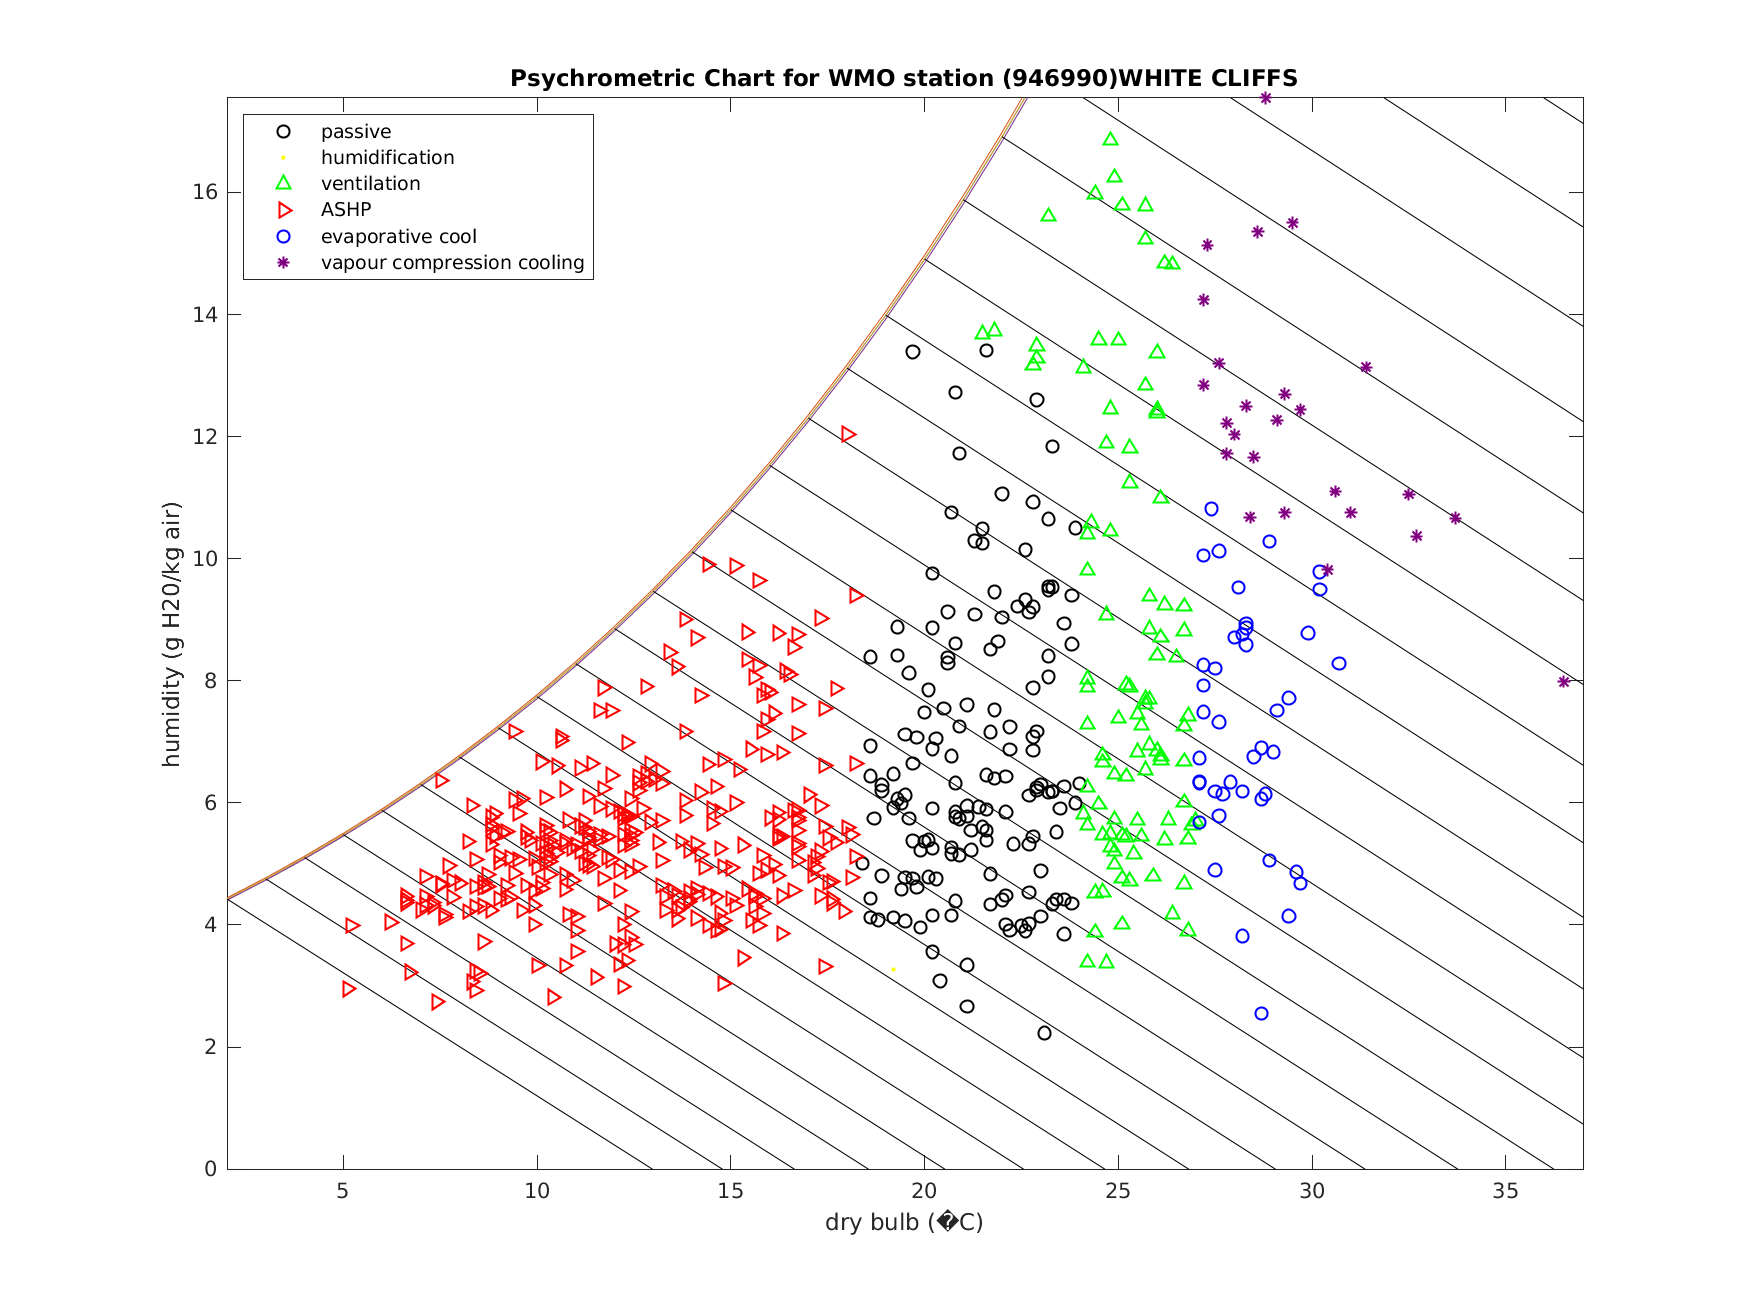 Psychrometric Chart for WMO station (946990)WHITE CLIFFS
passive
humidification
ventilation
ASHP
evaporative cool
vapour compression cooling
humidity (g H20/kg air)
16
14
12
10
8
6
4
2
0
5 10 15 20 25 30 35
dry bulb (�C)